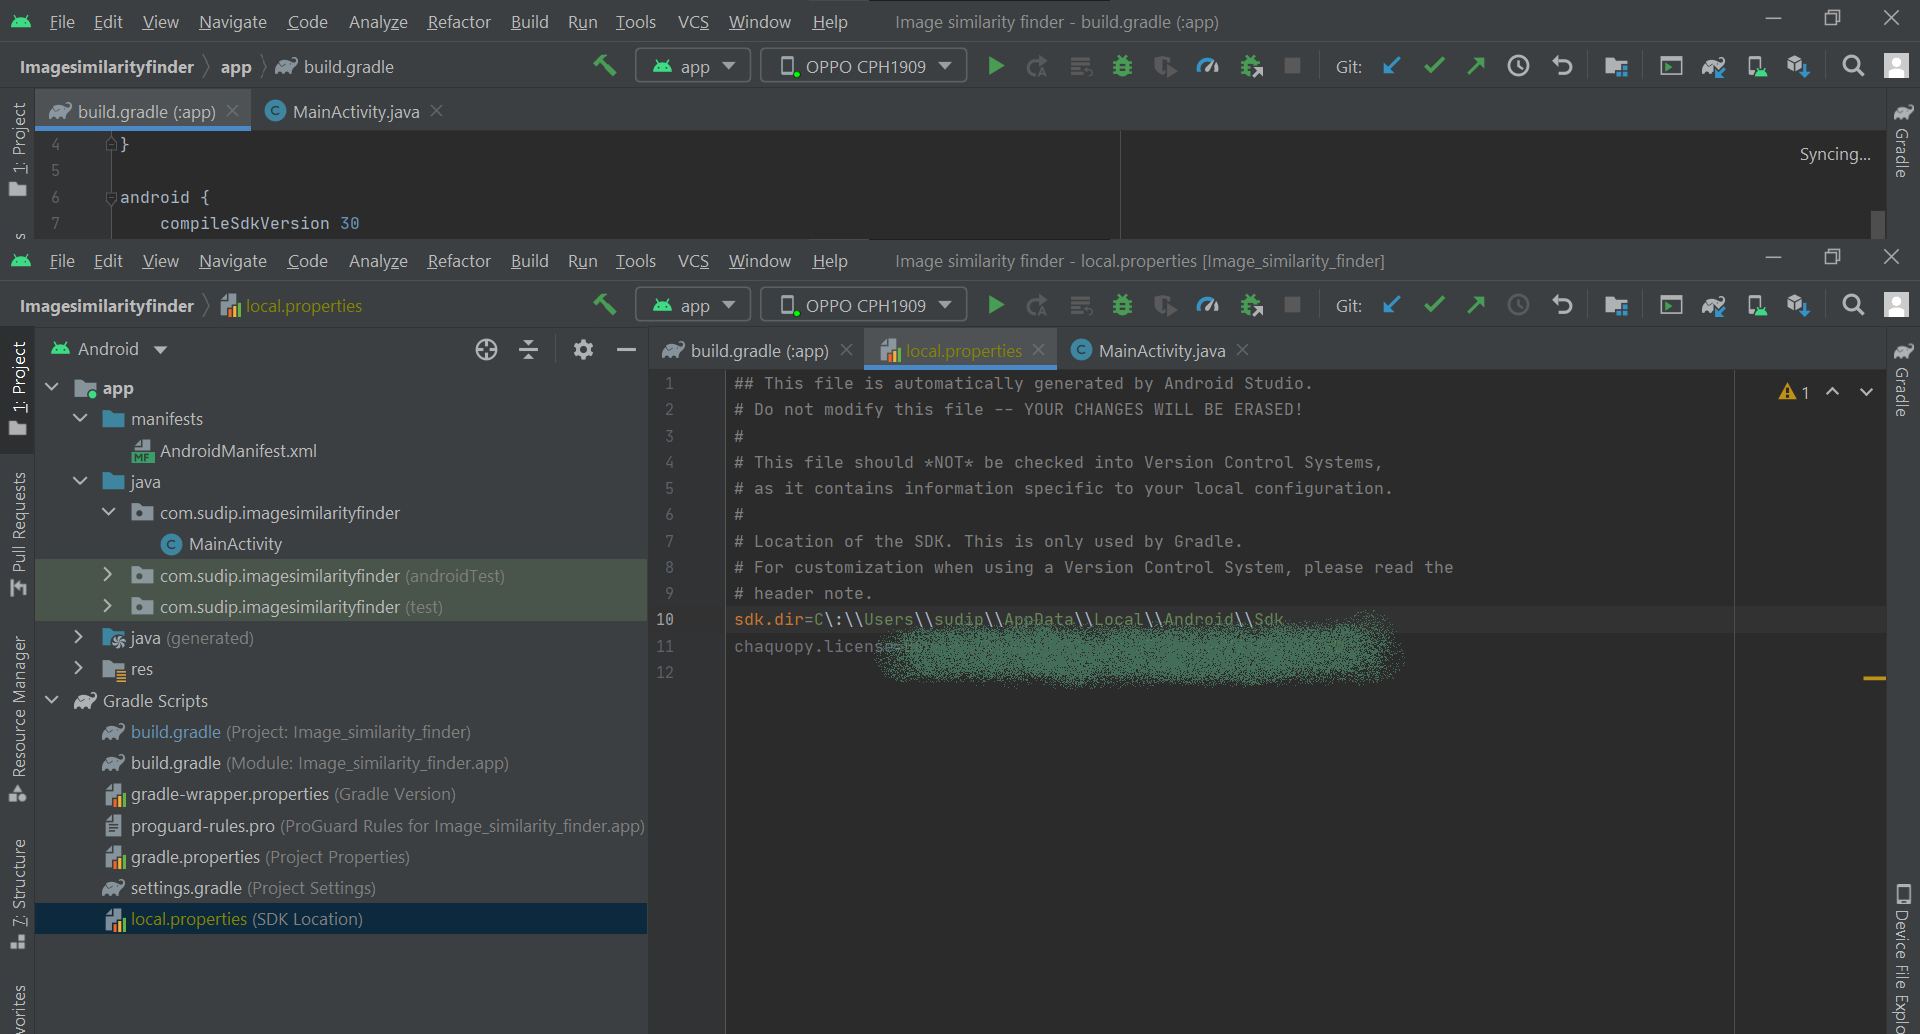 File Edit View Navigate Code Analyze Refactor Build Run Tools VCS Window Help Image similarity finder - build.gradle (:app)
Imagesimilarityfinder app build.gradle app OPPO CPH1909 Git:
1: Project build.gradle (:app) MainActivity.java Gradle
4 }
Syncing...
5
6 android {
7 compileSdkVersion 30
s
File Edit View Navigate Code Analyze Refactor Build Run Tools VCS Window Help Image similarity finder - local.properties [Image_similarity_finder]
Imagesimilarityfinder local.properties app OPPO CPH1909 Git:
1: Project
Pull Requests
Resource Manager
7: Structure
vorites
Android
app
manifests
MF AndroidManifest.xml
java
com.sudip.imagesimilarityfinder
C MainActivity
com.sudip.imagesimilarityfinder (androidTest)
com.sudip.imagesimilarityfinder (test)
java (generated)
res
Gradle Scripts
build.gradle (Project: Image_similarity_finder)
build.gradle (Module: Image_similarity_finder.app)
gradle-wrapper.properties (Gradle Version)
proguard-rules.pro (ProGuard Rules for Image_similarity_finder.app)
gradle.properties (Project Properties)
settings.gradle (Project Settings)
local.properties (SDK Location)
build.gradle (:app) local.properties C MainActivity.java
1 ## This file is automatically generated by Android Studio.
2 # Do not modify this file -- YOUR CHANGES WILL BE ERASED!
3 #
4 # This file should *NOT* be checked into Version Control Systems,
5 # as it contains information specific to your local configuration.
6 #
7 # Location of the SDK. This is only used by Gradle.
8 # For customization when using a Version Control System, please read the
9 # header note.
10 sdk.dir=C\:\\Users\\sudip\\AppData\\Local\\Android\\Sdk
11 chaquopy.license=
12
1
Gradle
Device File Explo